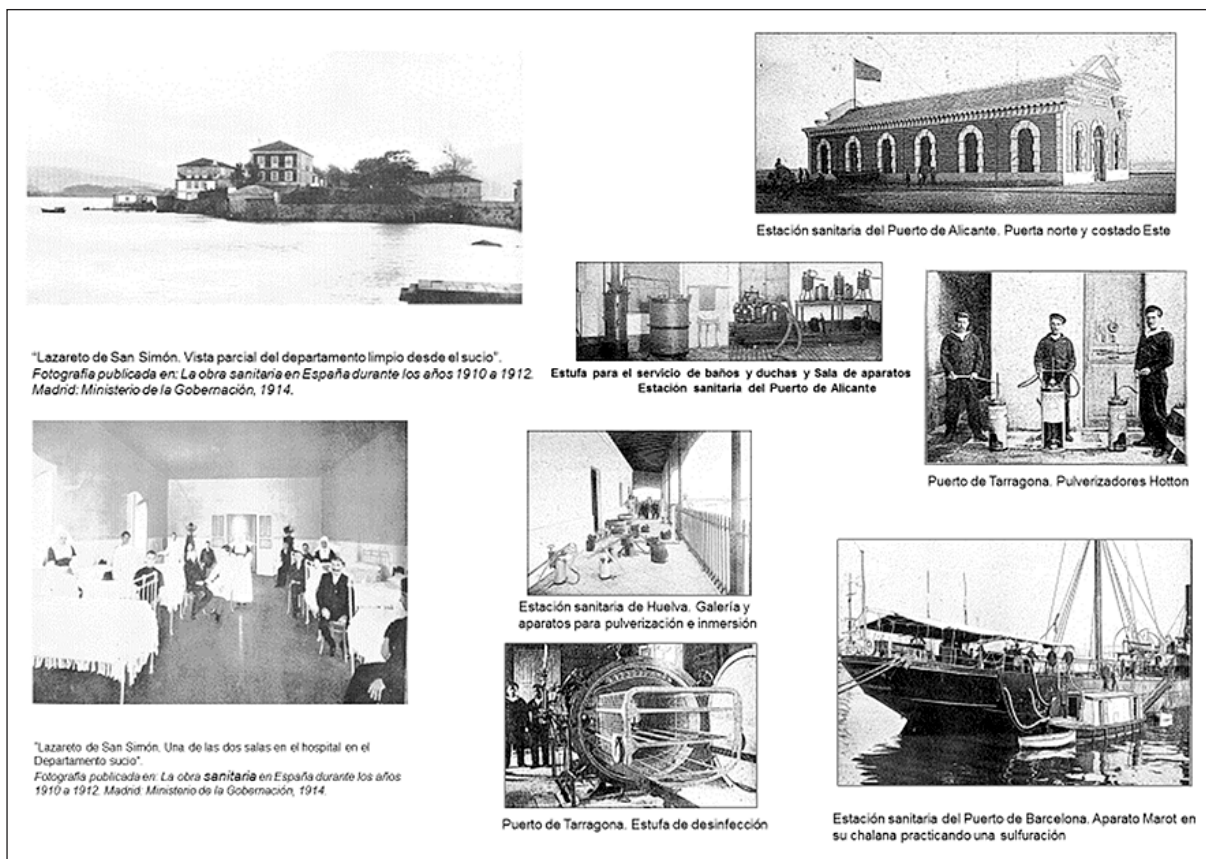 Estación sanitaria del Puerto de Alicante. Puerta norte y costado Este
"Lazareto de San Simón. Vista parcial del departamento limpio desde el sucio".
Fotografía publicada en: La obra sanitaria en España durante los años 1910 a 1912.
Madrid: Ministerio de la Gobernación, 1914.
Estufa para el servicio de baños y duchas y Sala de aparatos
Estación sanitaria del Puerto de Alicante
Puerto de Tarragona. Pulverizadores Hotton
Estación sanitaria de Huelva. Galería y
aparatos para pulverización e inmersión
"Lazareto de San Simón. Una de las dos salas en el hospital en el
Departamento sucio".
Fotografía publicada en: La obra sanitaria en España durante los años
1910 a 1912. Madrid: Ministerio de la Gobernación, 1914.
Puerto de Tarragona. Estufa de desinfección
Estación sanitaria del Puerto de Barcelona. Aparato Marot en
su chalana practicando una sulfuración